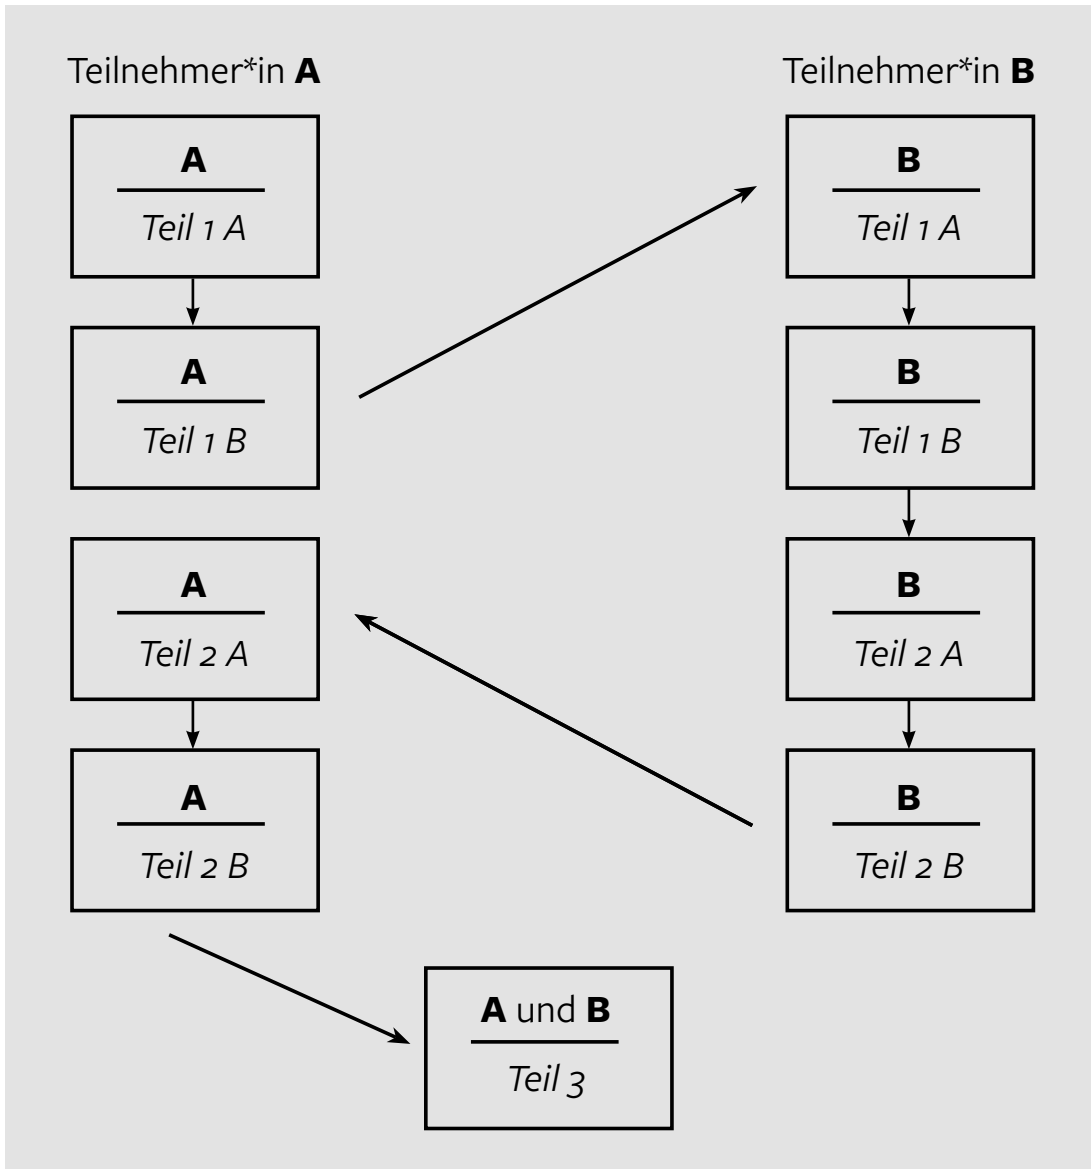 Teilnehmer*in A
A
Teil 1 A
A
Teil 1 B
A
Teil 2 A
A
Teil 2 B
Teilnehmer*in B
B
Teil 1 A
B
Teil 1 B
B
Teil 2 A
B
Teil 2 B
A und B
Teil 3